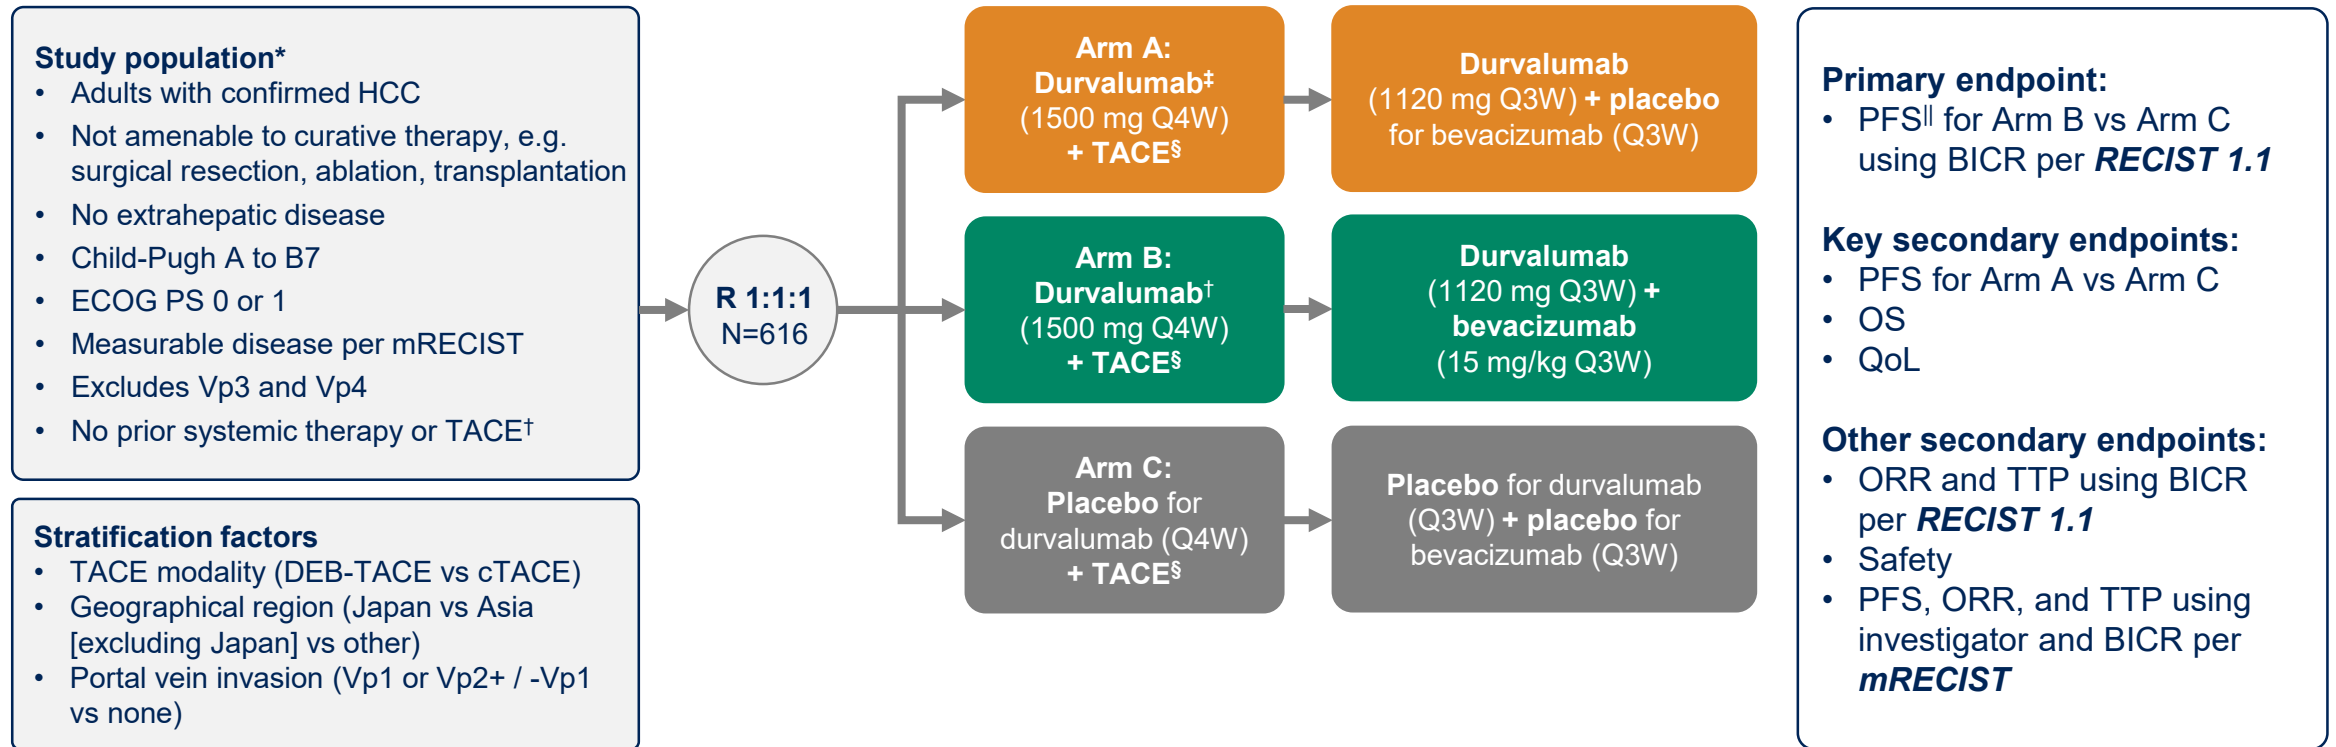 Study population*
• Adults with confirmed HCC
• Not amenable to curative therapy, e.g.
surgical resection, ablation, transplantation
• No extrahepatic disease
• Child-Pugh A to B7
• ECOG PS 0 or 1
• Measurable disease per mRECIST
• Excludes Vp3 and Vp4
• No prior systemic therapy or TACE†
Stratification factors
• TACE modality (DEB-TACE vs cTACE)
• Geographical region (Japan vs Asia
[excluding Japan] vs other)
• Portal vein invasion (Vp1 or Vp2+ / -Vp1
vs none)
R 1:1:1
N=616
Arm A:
Durvalumab‡
(1500 mg Q4W)
+ TACE§
Durvalumab
(1120 mg Q3W) + placebo
for bevacizumab (Q3W)
Arm B:
Durvalumab†
(1500 mg Q4W)
+ TACE§
Durvalumab
(1120 mg Q3W) +
bevacizumab
(15 mg/kg Q3W)
Arm C:
Placebo for
durvalumab (Q4W)
+ TACE§
Placebo for durvalumab
(Q3W) + placebo for
bevacizumab (Q3W)
Primary endpoint:
• PFS|| for Arm B vs Arm C
using BICR per RECIST 1.1
Key secondary endpoints:
• PFS for Arm A vs Arm C
• OS
• QoL
Other secondary endpoints:
• ORR and TTP using BICR
per RECIST 1.1
• Safety
• PFS, ORR, and TTP using
investigator and BICR per
mRECIST